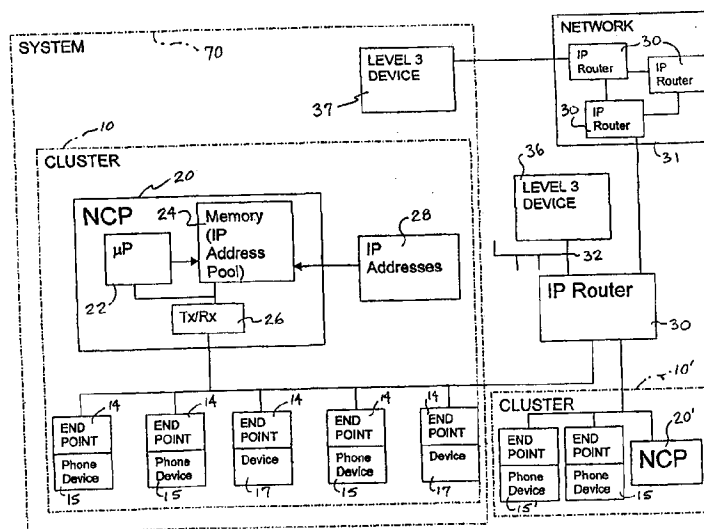 SYSTEM
70
LEVEL 3
DEVICE
37
NETWORK
30
IP
Router
IP
Router
IP
30
Router
31
10
CLUSTER
20
NCP
24
Memory
(IP
Address
Pool)
µP
22
Tx/Rx
26
28
IP
Addresses
36
LEVEL 3
DEVICE
32
IP Router
30
14
END
POINT
Phone
Device
15
14
END
POINT
Phone
Device
15
14
END
POINT
Device
17
14
END
POINT
Phone
Device
15
14
END
POINT
Device
17
10'
CLUSTER
END
POINT
Phone
Device
15'
END
POINT
Phone
Device
15
20'
NCP